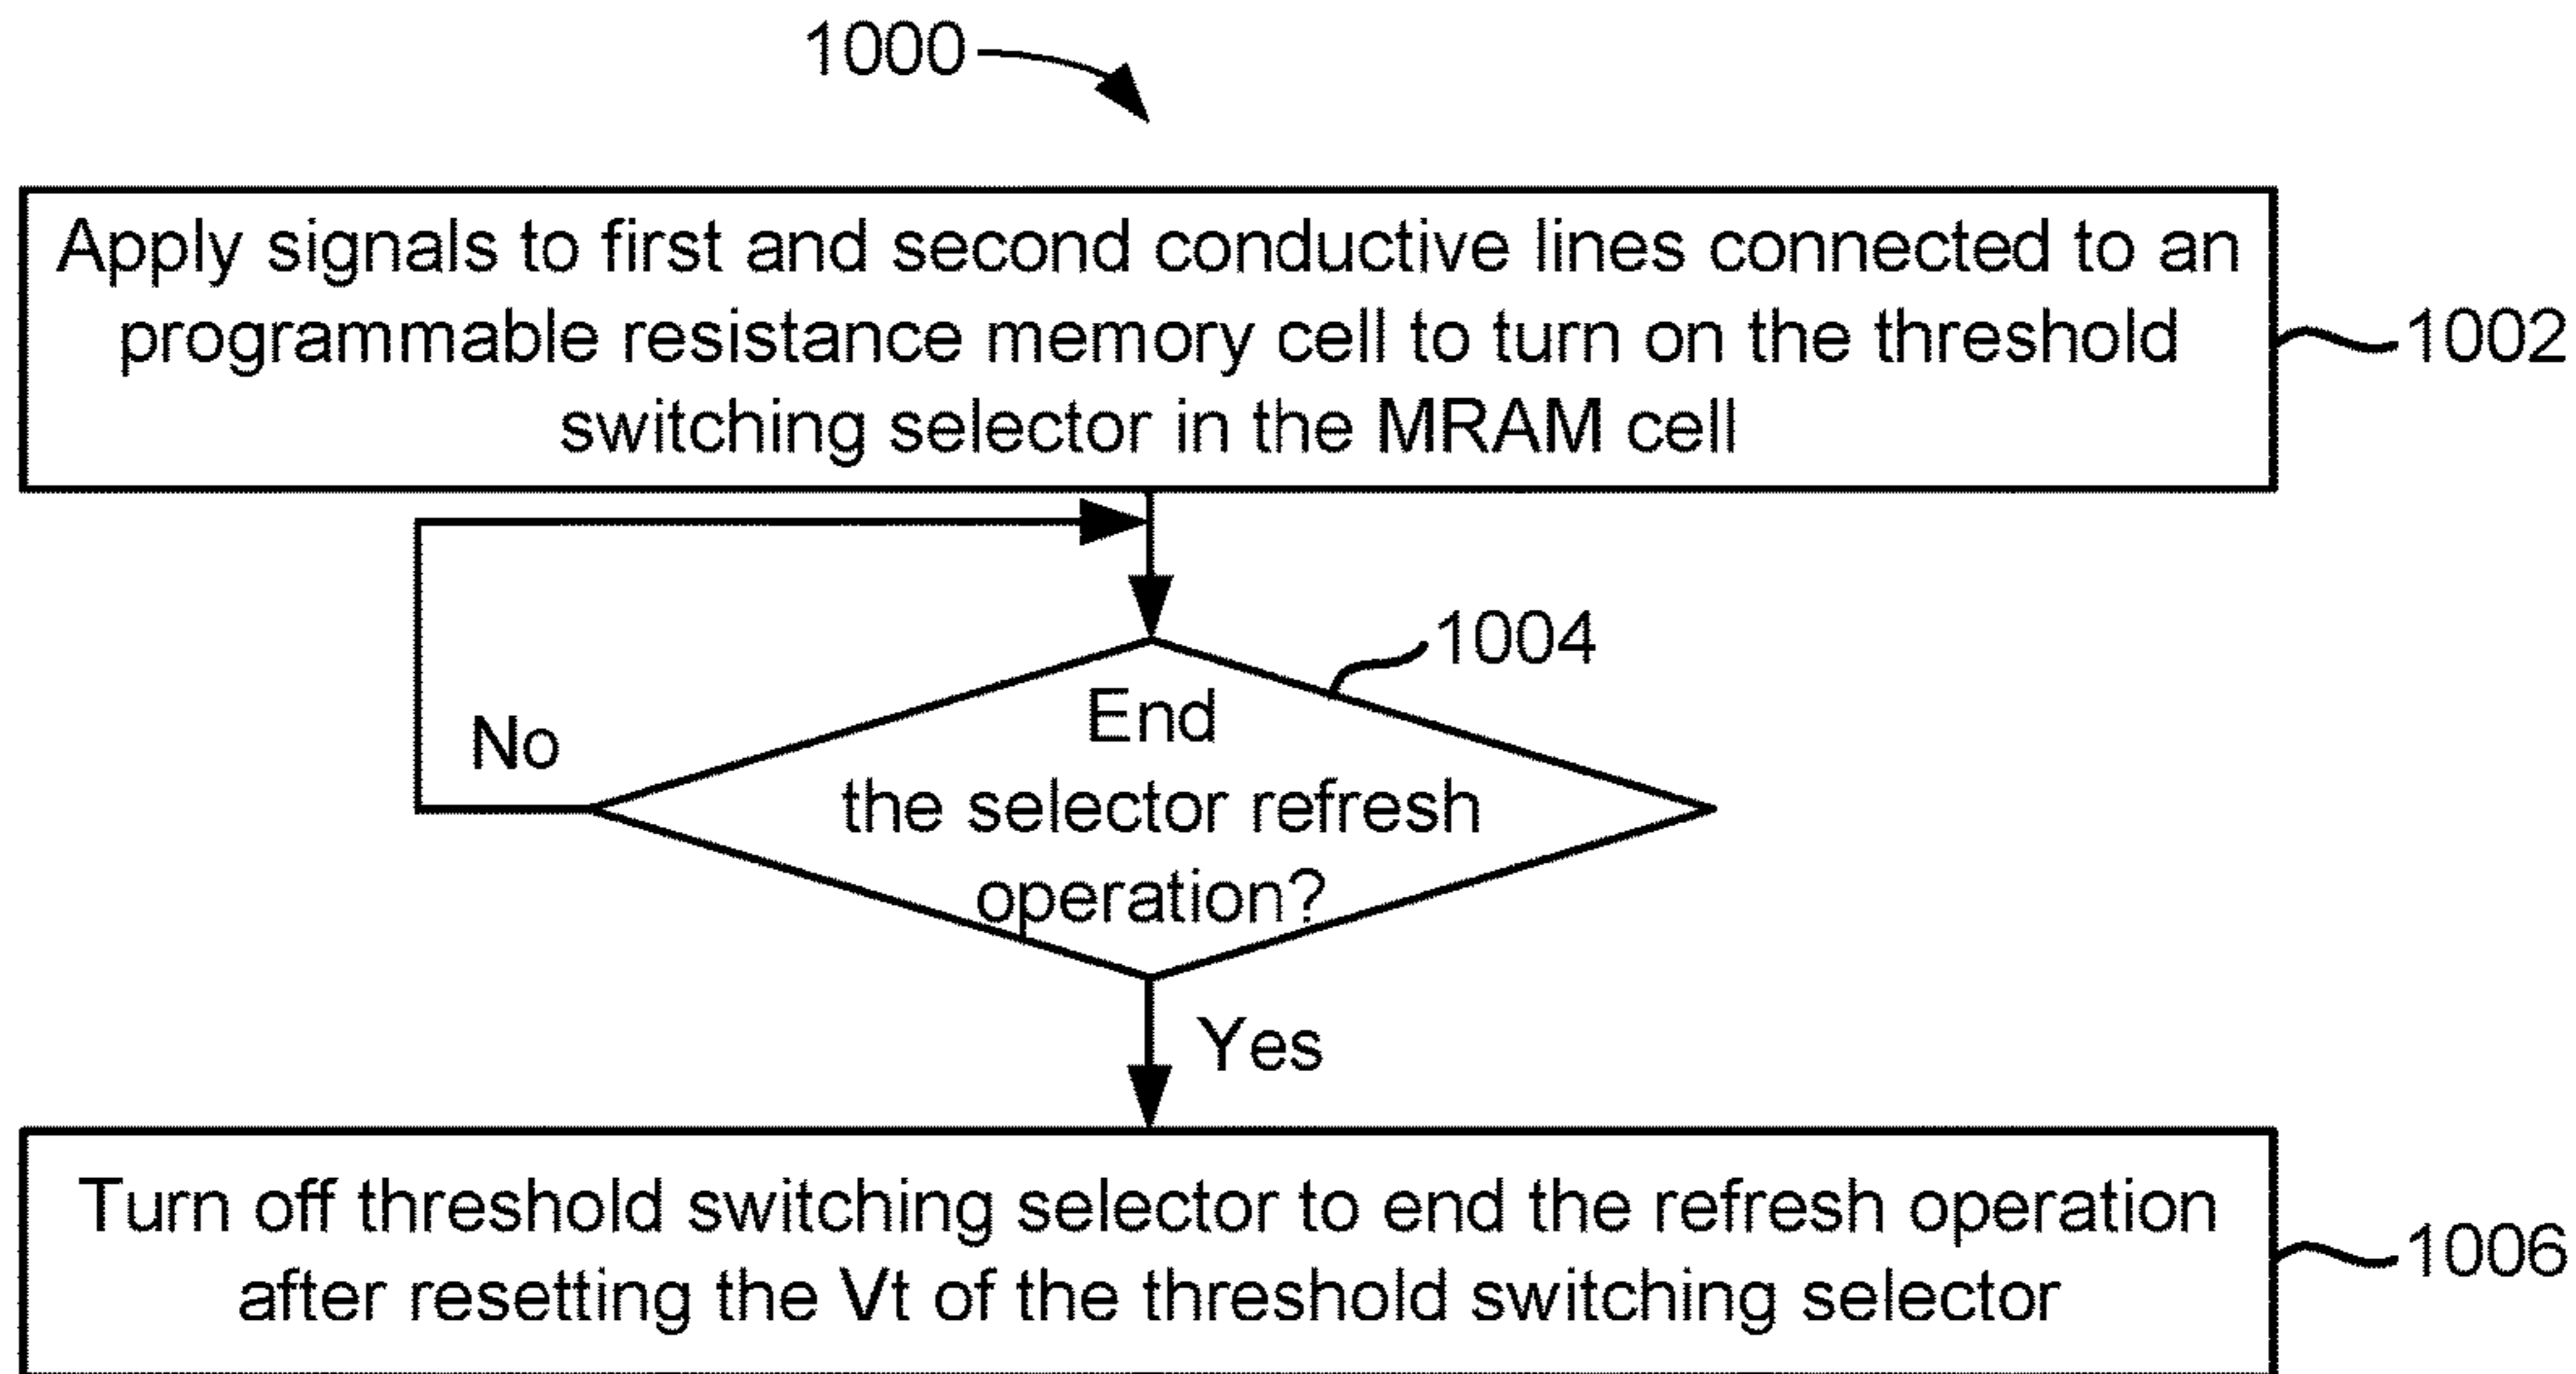 1000
Apply signals to first and second conductive lines connected to an
programmable resistance memory cell to turn on the threshold
switching selector in the MRAM cell
1002
1004
End
the selector refresh
operation?
No
Yes
Turn off threshold switching selector to end the refresh operation
after resetting the Vt of the threshold switching selector
1006